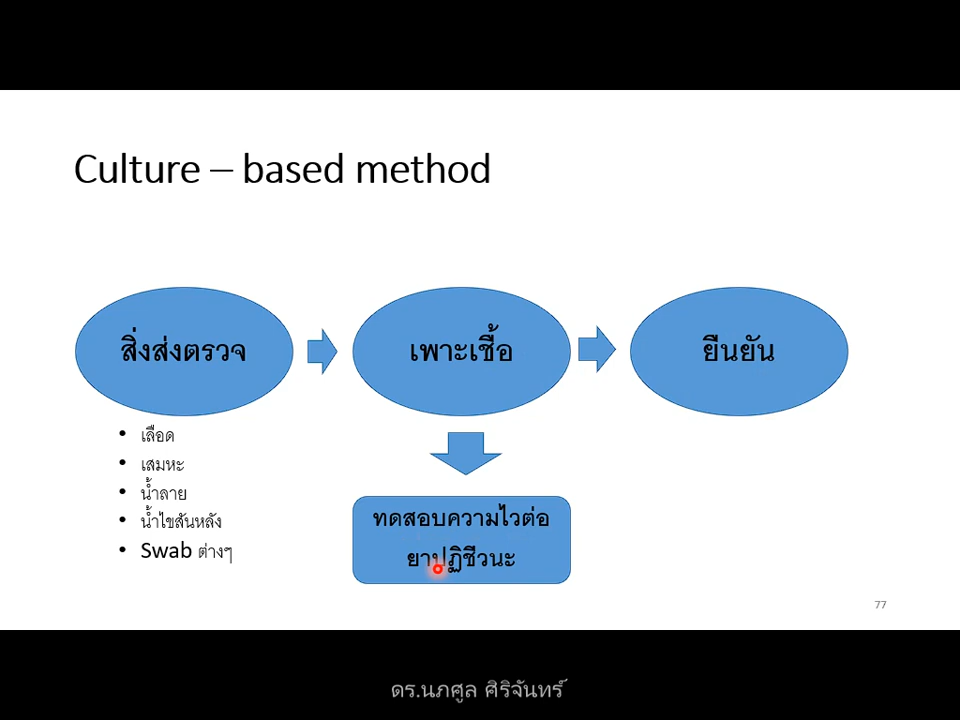 Culture – based method
สิ่งส่งตรวจ
เพาะเชื้อ
ยืนยัน
• เลือด
• เสมหะ
• น้ำลาย
• น้ำไขสันหลัง
• Swab ต่างๆ
ทดสอบความไวต่อ
ยาปฏิชีวนะ
77
ดร.นภศูล ศิริจันทร์